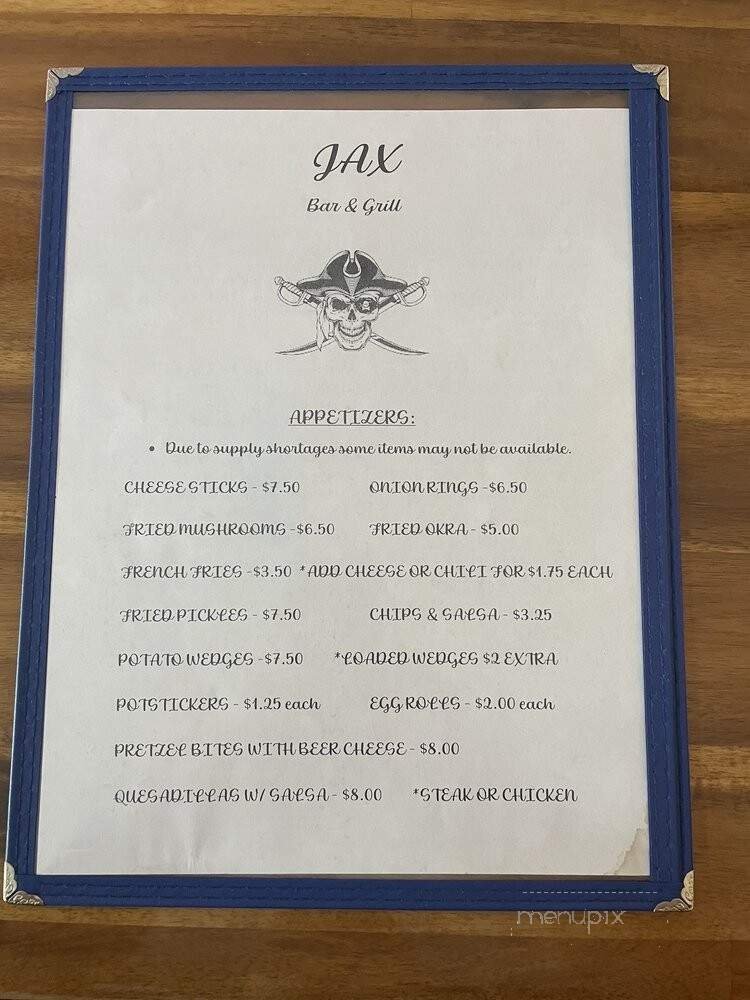 JAX
Bar & Grill
APPETIZERS:
• Due to supply shortages some items may not be available.
CHEESE STICKS - $7.50 ONION RINGS -$6.50
FRIED MUSHROOMS -$6.50 FRIED OKRA - $5.00
FRENCH FRIES -$3.50 *ADD CHEESE OR CHILI FOR $1.75 EACH
FRIED PICKLES - $7.50 CHIPS & SALSA - $3.25
POTATO WEDGES -$7.50 *LOADED WEDGES $2 EXTRA
POTSTICKERS - $1.25 each EGG ROLLS - $2.00 each
PRETZEL BITES WITH BEER CHEESE - $8.00
QUESADILLAS W/ SALSA - $8.00 *STEAK OR CHICKEN
menupix